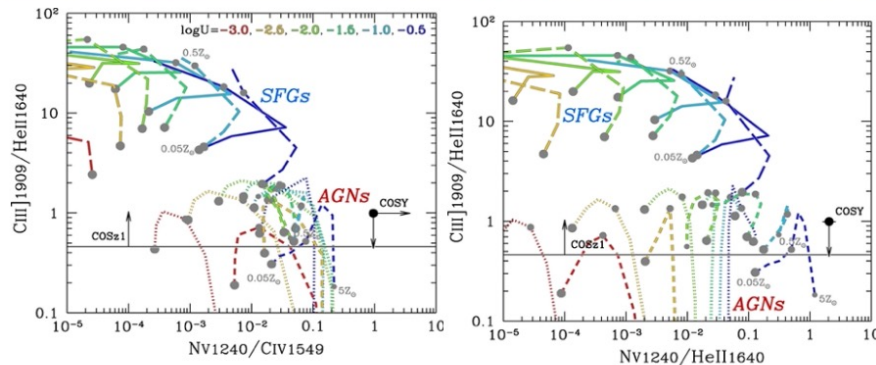 logU=-3.0, -2.5, -2.0, -1.5, -1.0, -0.5
10²
10
1
0.1
CIII]1909/HeII1640
0.5Z⊙
SFGs
0.05Z⊙
AGNs
COSY
COSz1
0.05Z⊙
5Z⊙
10⁻⁵ 10⁻⁴ 10⁻³ 10⁻² 0.1 1 10
NV1240/CIV1549
10²
10
1
0.1
CIII]1909/HeII1640
0.5Z⊙
SFGs
0.05Z⊙
COSY
COSz1
0.5Z⊙
0.05Z⊙
5Z⊙
AGNs
10⁻⁵ 10⁻⁴ 10⁻³ 10⁻² 0.1 1 10
NV1240/HeII1640